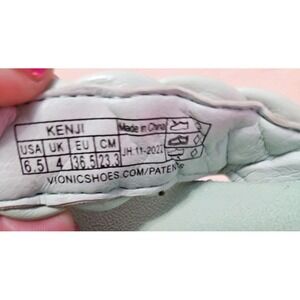 KENJI
USA UK EU CM
6.5 4 36.5 23.3
Made in China
JH.11-2022
VIONICSHOES.COM/PATENTS